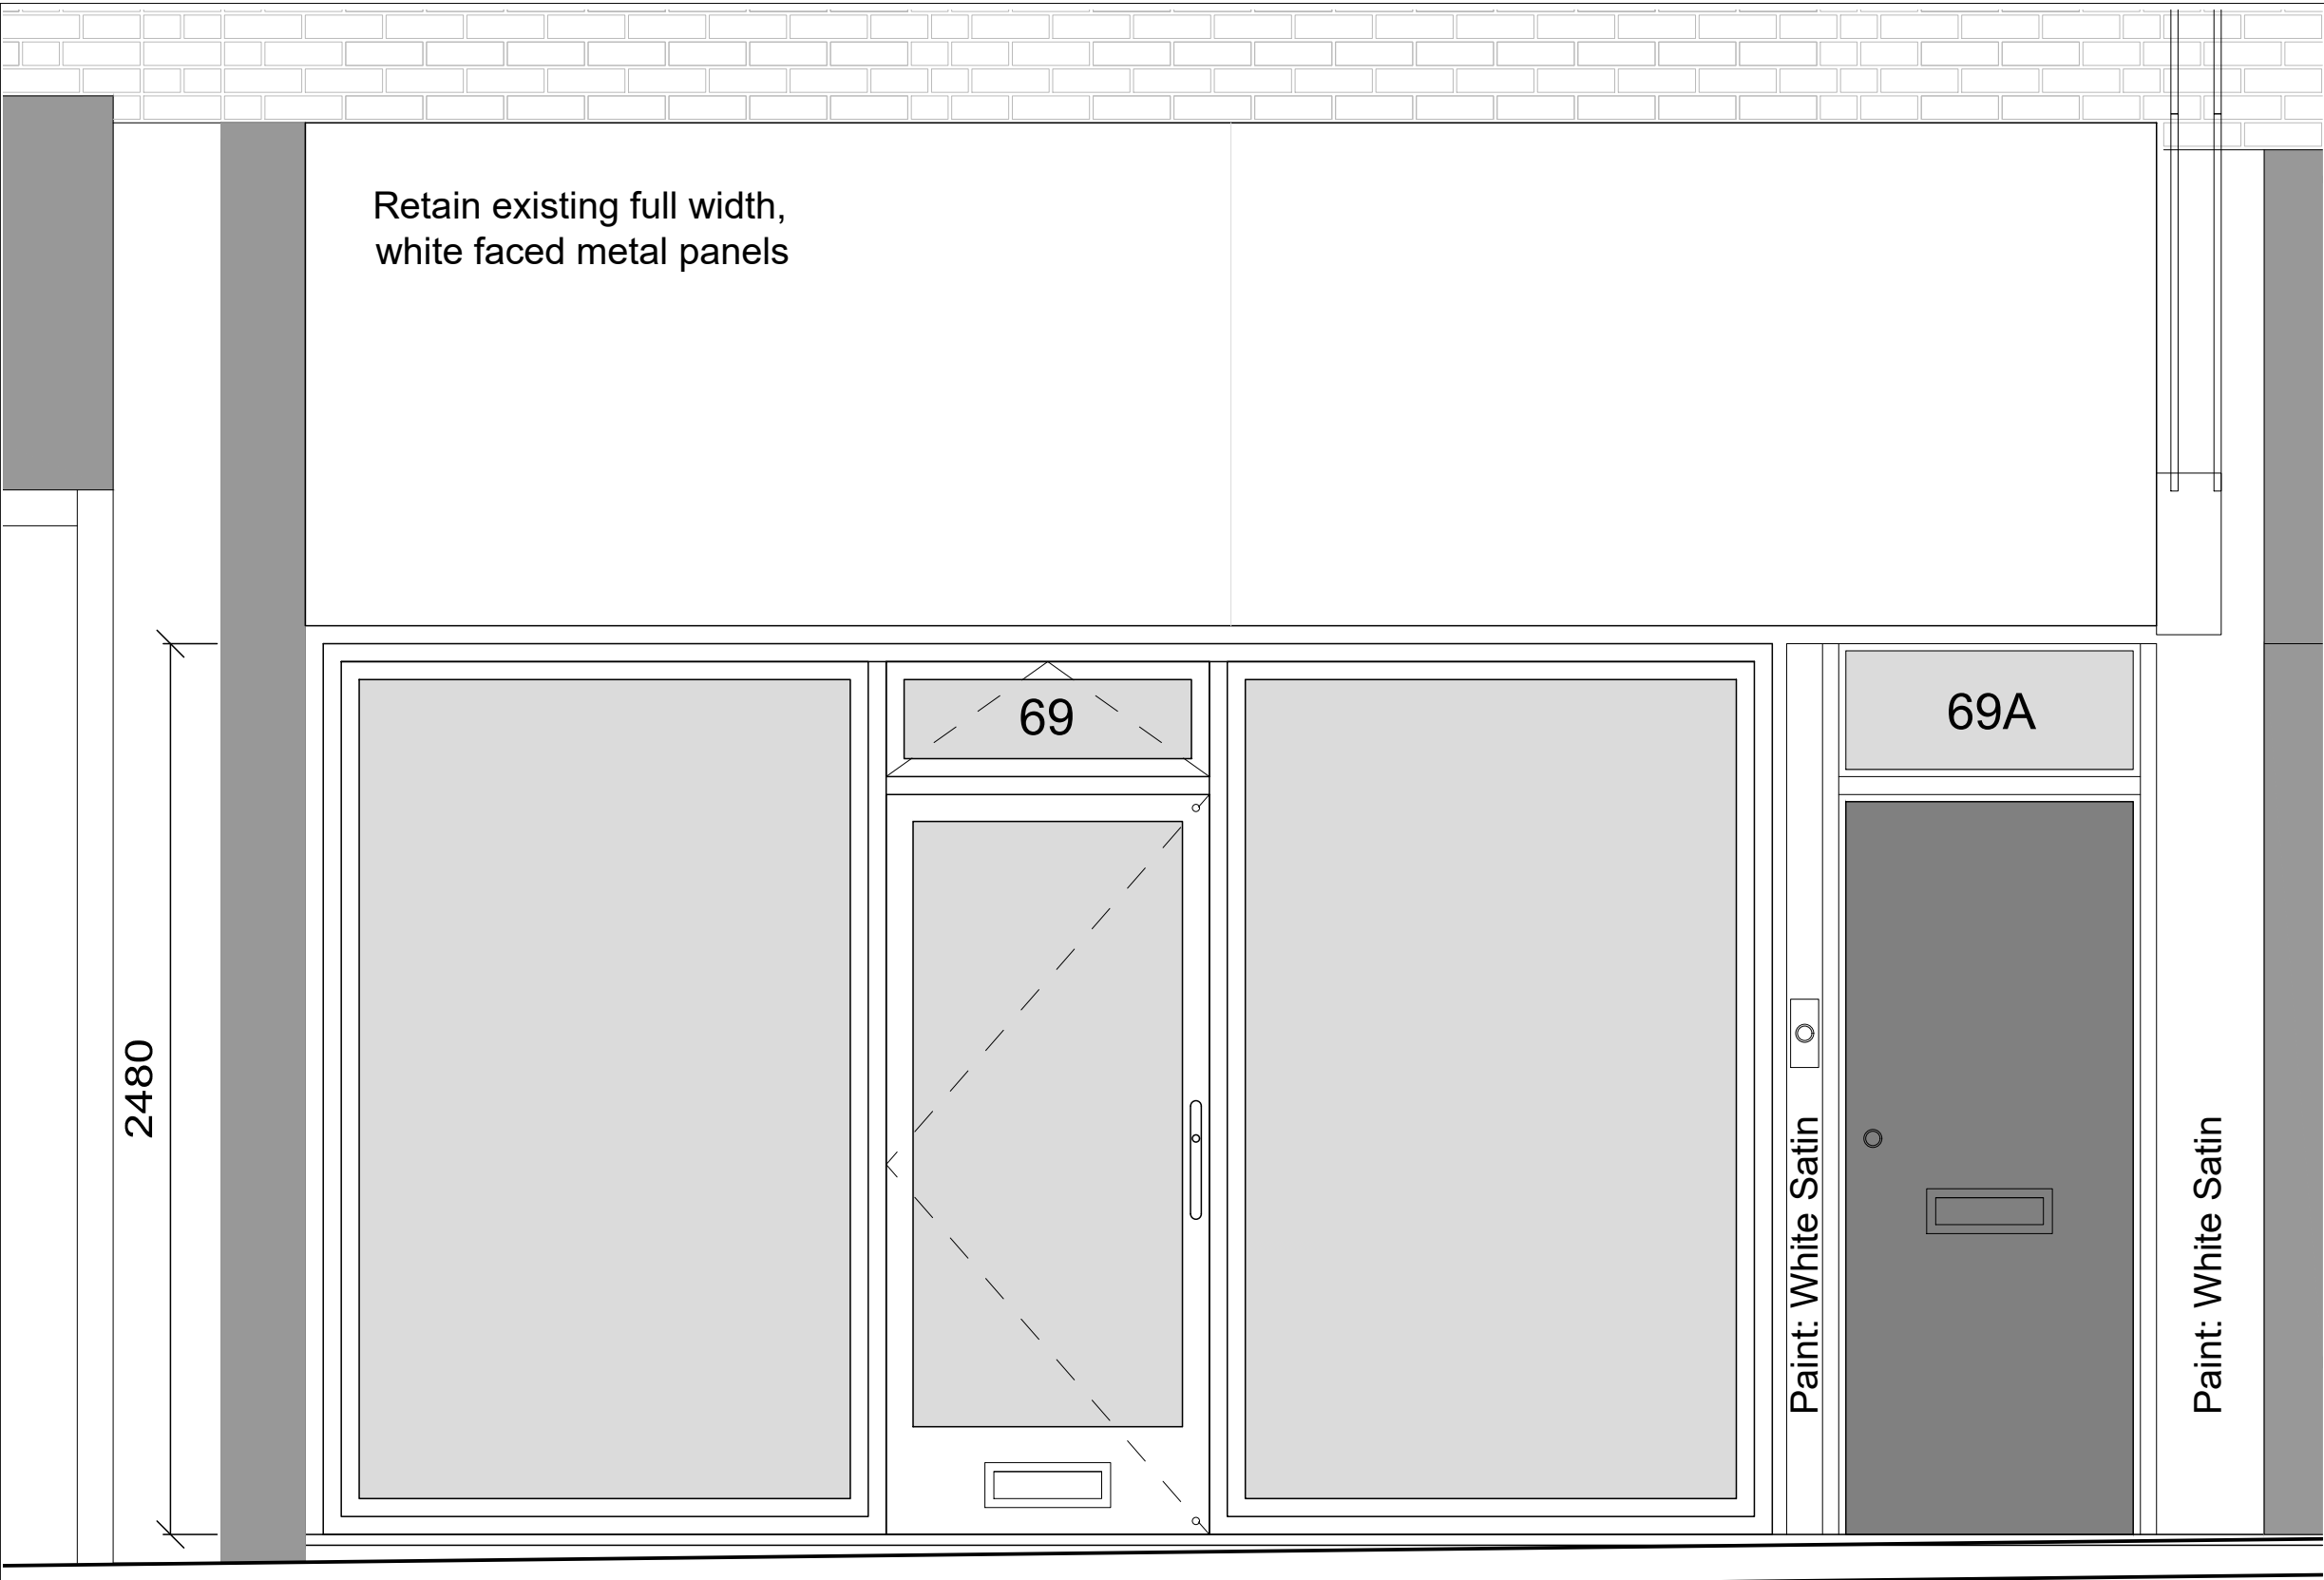 Retain existing full width,
white faced metal panels
69
69A
2480
Paint: White Satin
Paint: White Satin